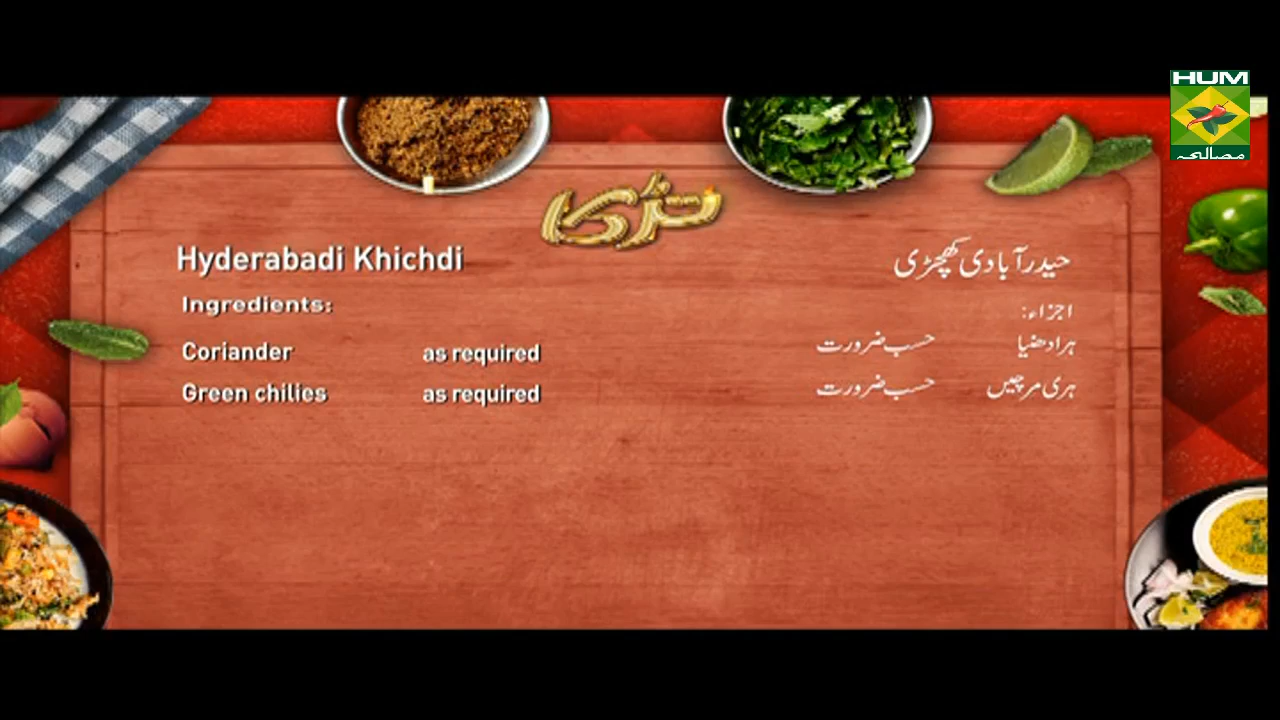 HUM
مصالحہ
تڑکا
Hyderabadi Khichdi حیدرآبادی کھچڑی
Ingredients: اجزاء:
Coriander as required ہرا دھنیا حسب ضرورت
Green chilies as required ہری مرچیں حسب ضرورت